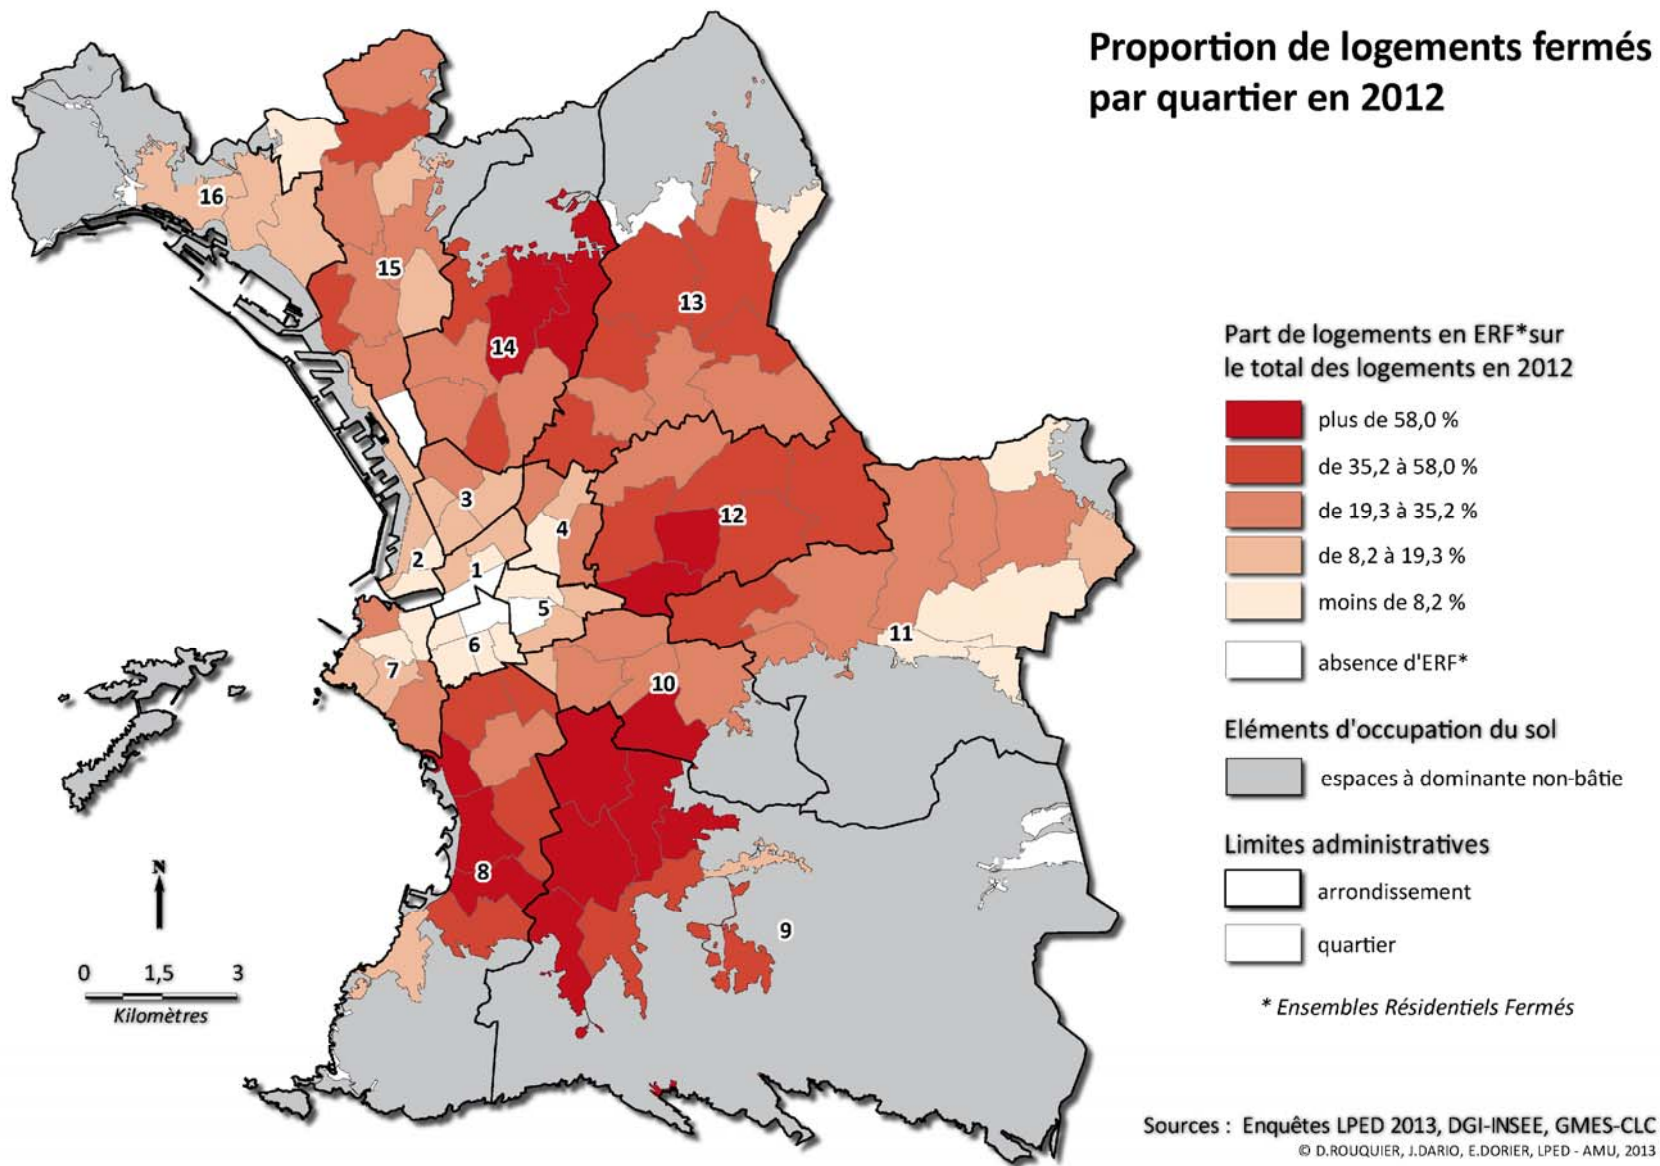 Proportion de logements fermés
par quartier en 2012
16
15
14
13
3
12
4
2
1
5
6
7
11
10
8
9
Part de logements en ERF*sur
le total des logements en 2012
plus de 58,0 %
de 35,2 à 58,0 %
de 19,3 à 35,2 %
de 8,2 à 19,3 %
moins de 8,2 %
absence d'ERF*
Eléments d'occupation du sol
espaces à dominante non-bâtie
Limites administratives
arrondissement
quartier
* Ensembles Résidentiels Fermés
N
0 1,5 3
Kilomètres
Sources : Enquêtes LPED 2013, DGI-INSEE, GMES-CLC
© D.ROUQUIER, J.DARIO, E.DORIER, LPED - AMU, 2013